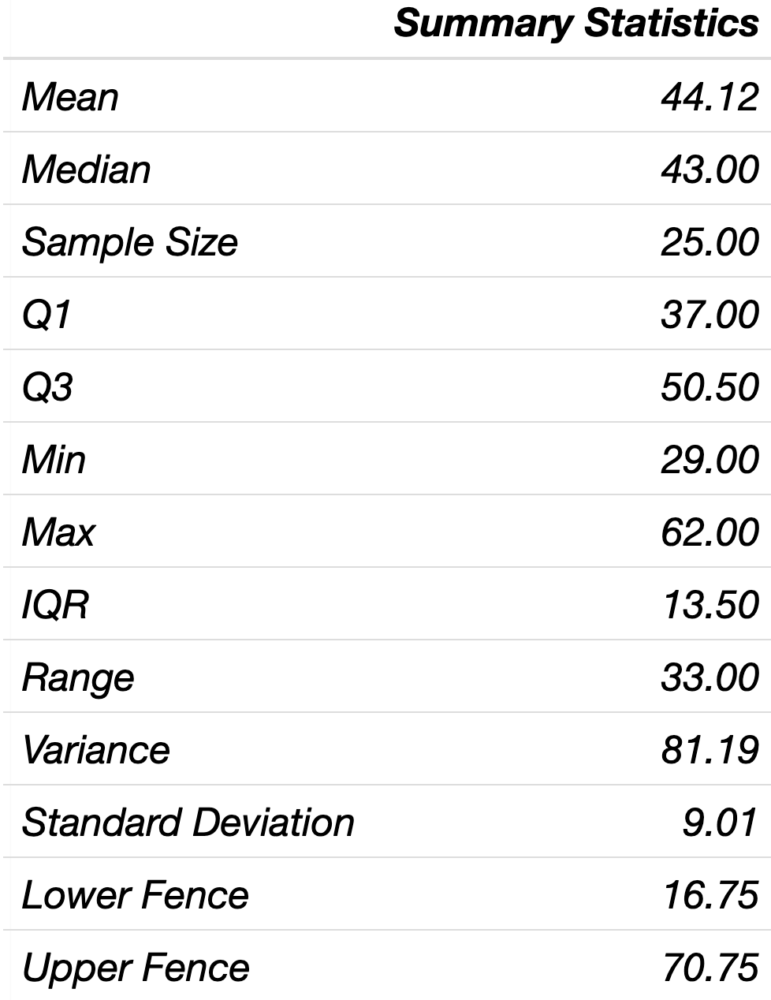 Summary Statistics
Mean 44.12
Median 43.00
Sample Size 25.00
Q1 37.00
Q3 50.50
Min 29.00
Max 62.00
IQR 13.50
Range 33.00
Variance 81.19
Standard Deviation 9.01
Lower Fence 16.75
Upper Fence 70.75